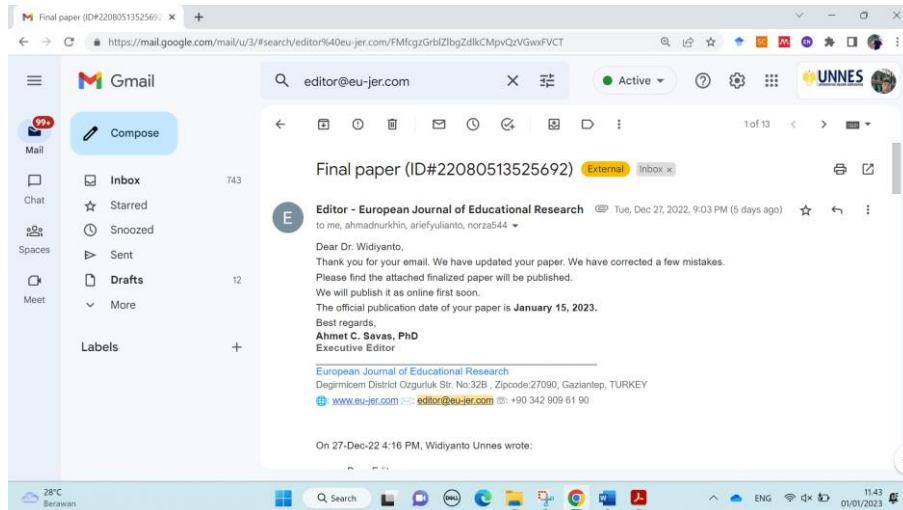 Final paper (ID#22080513525692)
https://mail.google.com/mail/u/3/#search/editor%40eu-jer.com/FMfcgzGrblZlbgZdlkCMpvQzVGwxFVCT
Gmail
editor@eu-jer.com
Active
UNNES
99+
Mail
Compose
1 of 13
Inbox 743
Chat
Starred
Snoozed
Spaces
Sent
Drafts 12
Meet
More
Labels
Final paper (ID#22080513525692) External Inbox x
E
Editor - European Journal of Educational Research Tue, Dec 27, 2022, 9:03 PM (5 days ago)
to me, ahmadnurkhin, ariefyulianto, norza544
Dear Dr. Widiyanto,
Thank you for your email. We have updated your paper. We have corrected a few mistakes.
Please find the attached finalized paper will be published.
We will publish it as online first soon.
The official publication date of your paper is January 15, 2023.
Best regards,
Ahmet C. Savas, PhD
Executive Editor
European Journal of Educational Research
Degirmicem District Ozgurluk Str. No:32B , Zipcode:27090, Gaziantep, TURKEY
www.eu-jer.com editor@eu-jer.com +90 342 909 61 90
On 27-Dec-22 4:16 PM, Widiyanto Unnes wrote:
28°C
Berawan
Search
DELL
ENG
11.43
01/01/2023